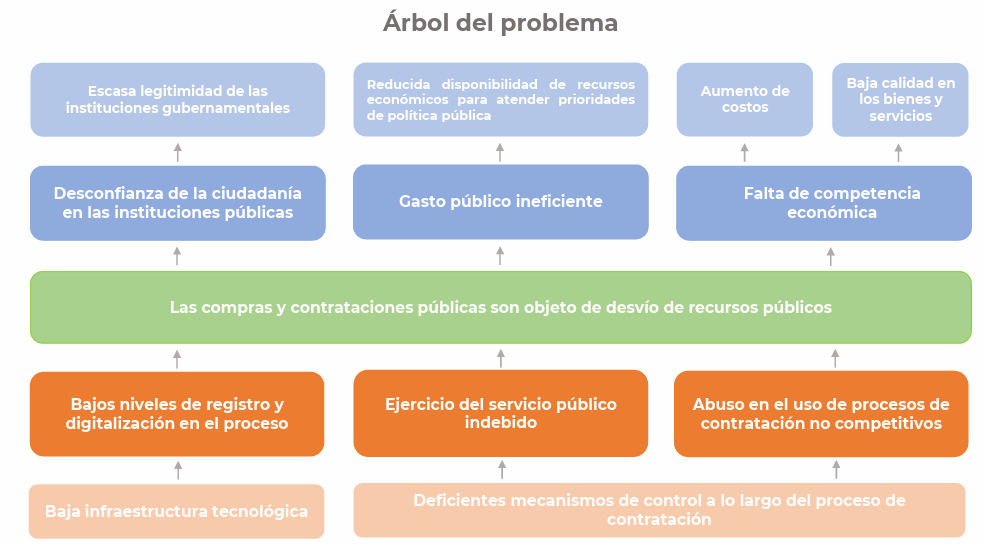 Árbol del problema
Escasa legitimidad de las
instituciones gubernamentales
Reducida disponibilidad de recursos
económicos para atender prioridades
de política pública
Aumento de
costos
Baja calidad en
los bienes y
servicios
Desconfianza de la ciudadanía
en las instituciones públicas
Gasto público ineficiente
Falta de competencia
económica
Las compras y contrataciones públicas son objeto de desvío de recursos públicos
Bajos niveles de registro y
digitalización en el proceso
Ejercicio del servicio público
indebido
Abuso en el uso de procesos de
contratación no competitivos
Baja infraestructura tecnológica
Deficientes mecanismos de control a lo largo del proceso de
contratación